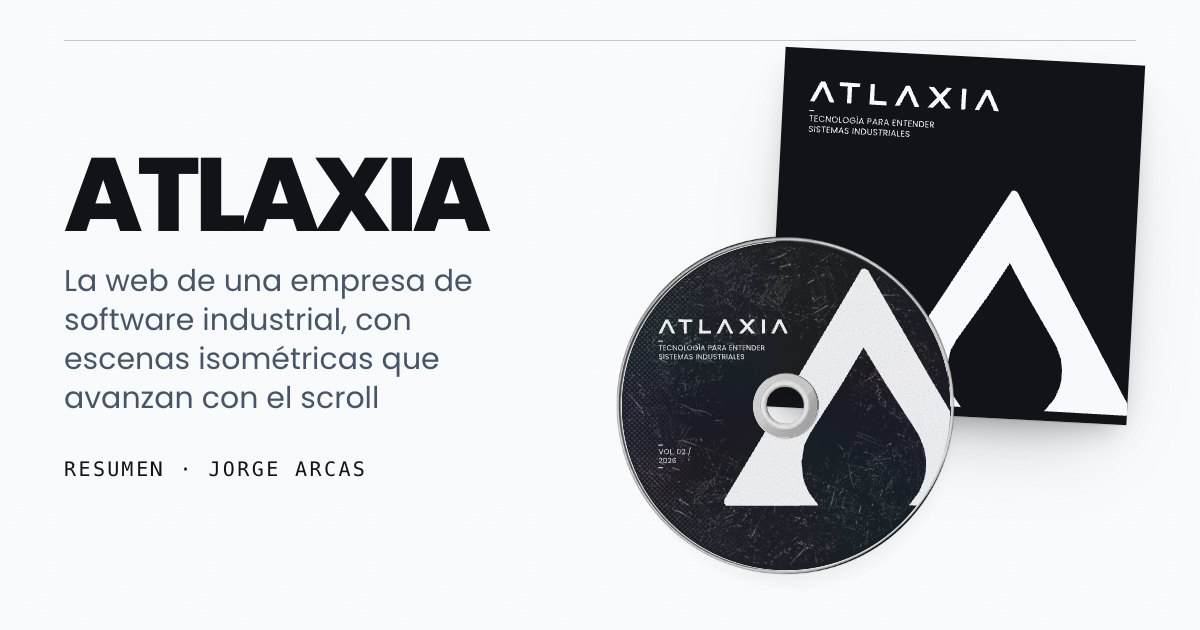 ATLAXIA
La web de una empresa de
software industrial, con
escenas isométricas que
avanzan con el scroll
RESUMEN · JORGE ARCAS
ATLAXIA
TECNOLOGÍA PARA ENTENDER
SISTEMAS INDUSTRIALES
ATLAXIA
TECNOLOGÍA PARA ENTENDER
SISTEMAS INDUSTRIALES
VOL. 02 /
2026